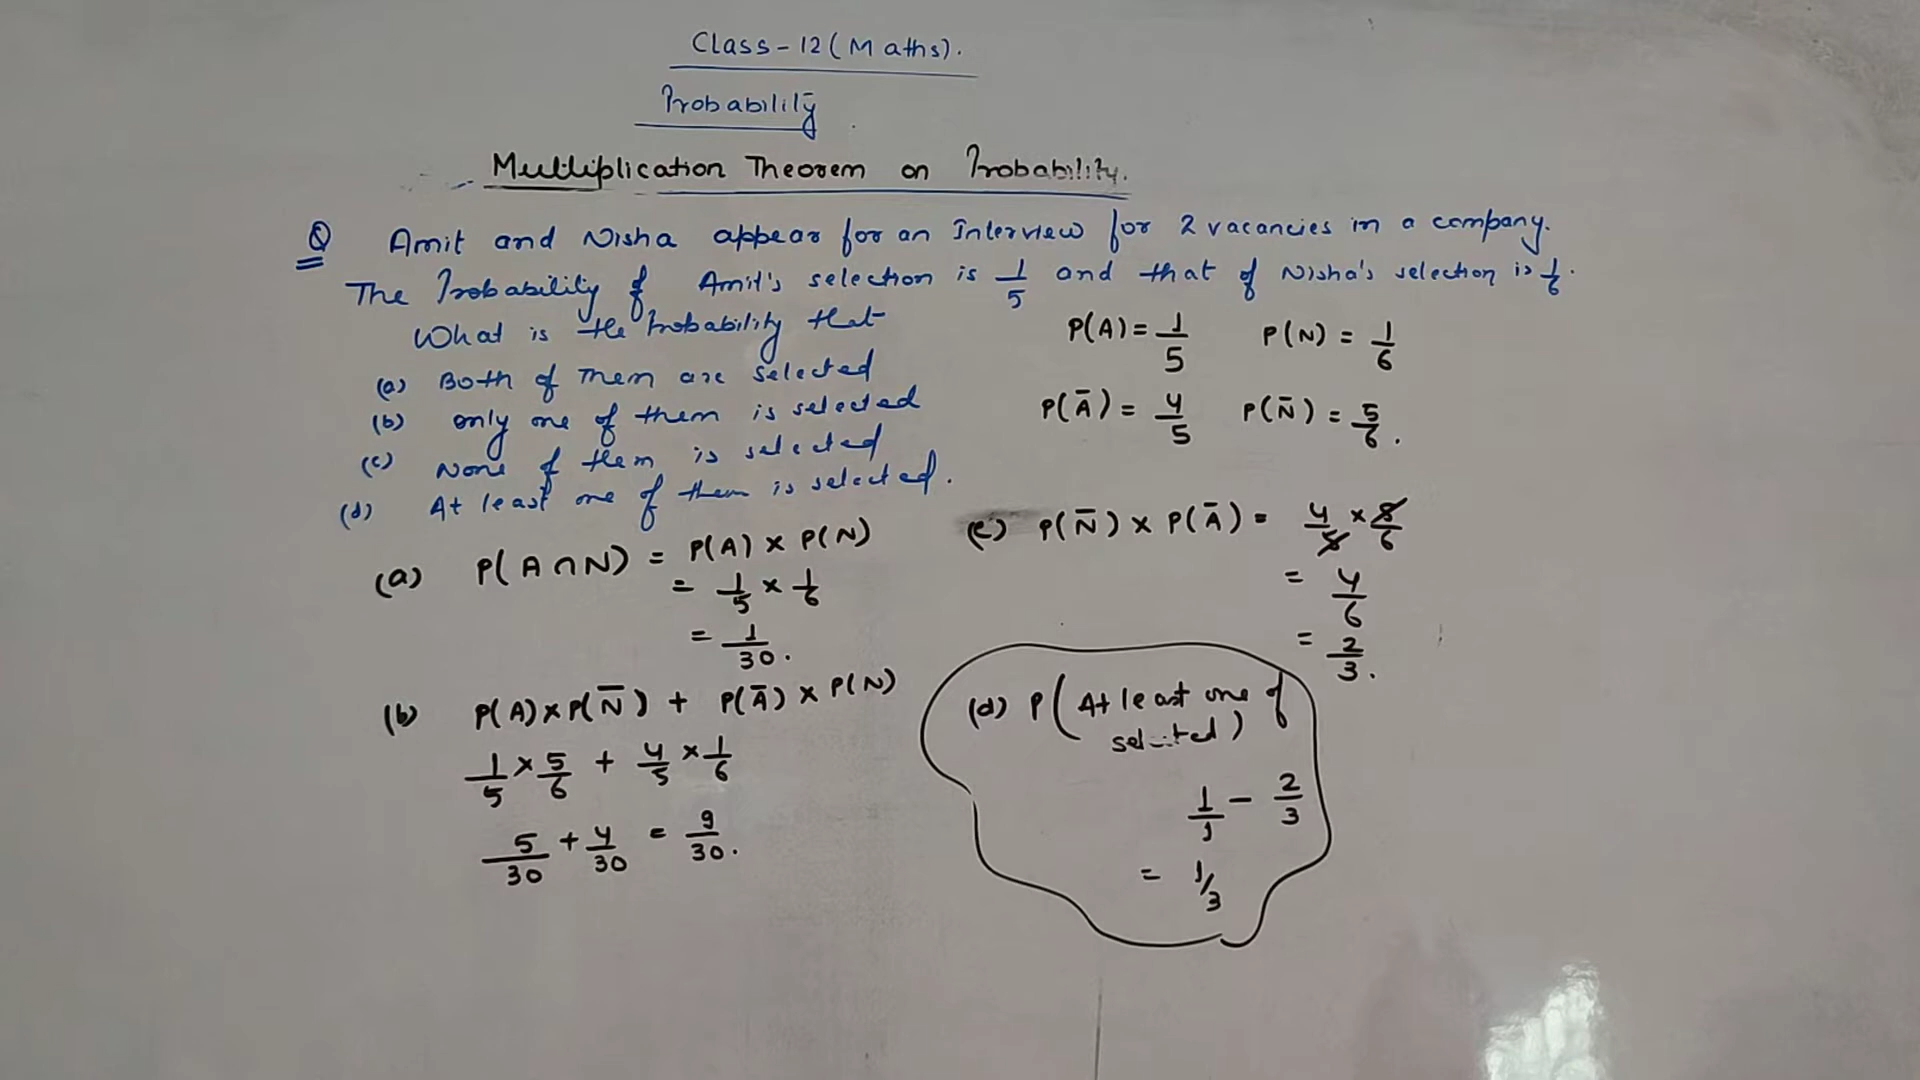 Class-12 (Maths).
Probability
Multiplication Theorem on Probability.
Q Amit and Nisha appear for an Interview for 2 vacancies in a company.
The Probability of Amit's selection is 1/5 and that of Nisha's selection is 1/6.
What is the Probability that
(a) Both of Them are selected
(b) only one of them is selected
(c) None of them is selected
(d) At least one of them is selected.
P(A) = 1/5 P(N) = 1/6
P(Ā) = 4/5 P(N̄) = 5/6.
(a) P(A∩N) = P(A) × P(N)
= 1/5 × 1/6
= 1/30.
(b) P(A) × P(N̄) + P(Ā) × P(N)
1/5 × 5/6 + 4/5 × 1/6
5/30 + 4/30 = 9/30.
(c) P(N̄) × P(Ā) = 4/5 × 5/6
= 4/6
= 2/3.
(d) P(At least one of
selected)
1/1 - 2/3
= 1/3